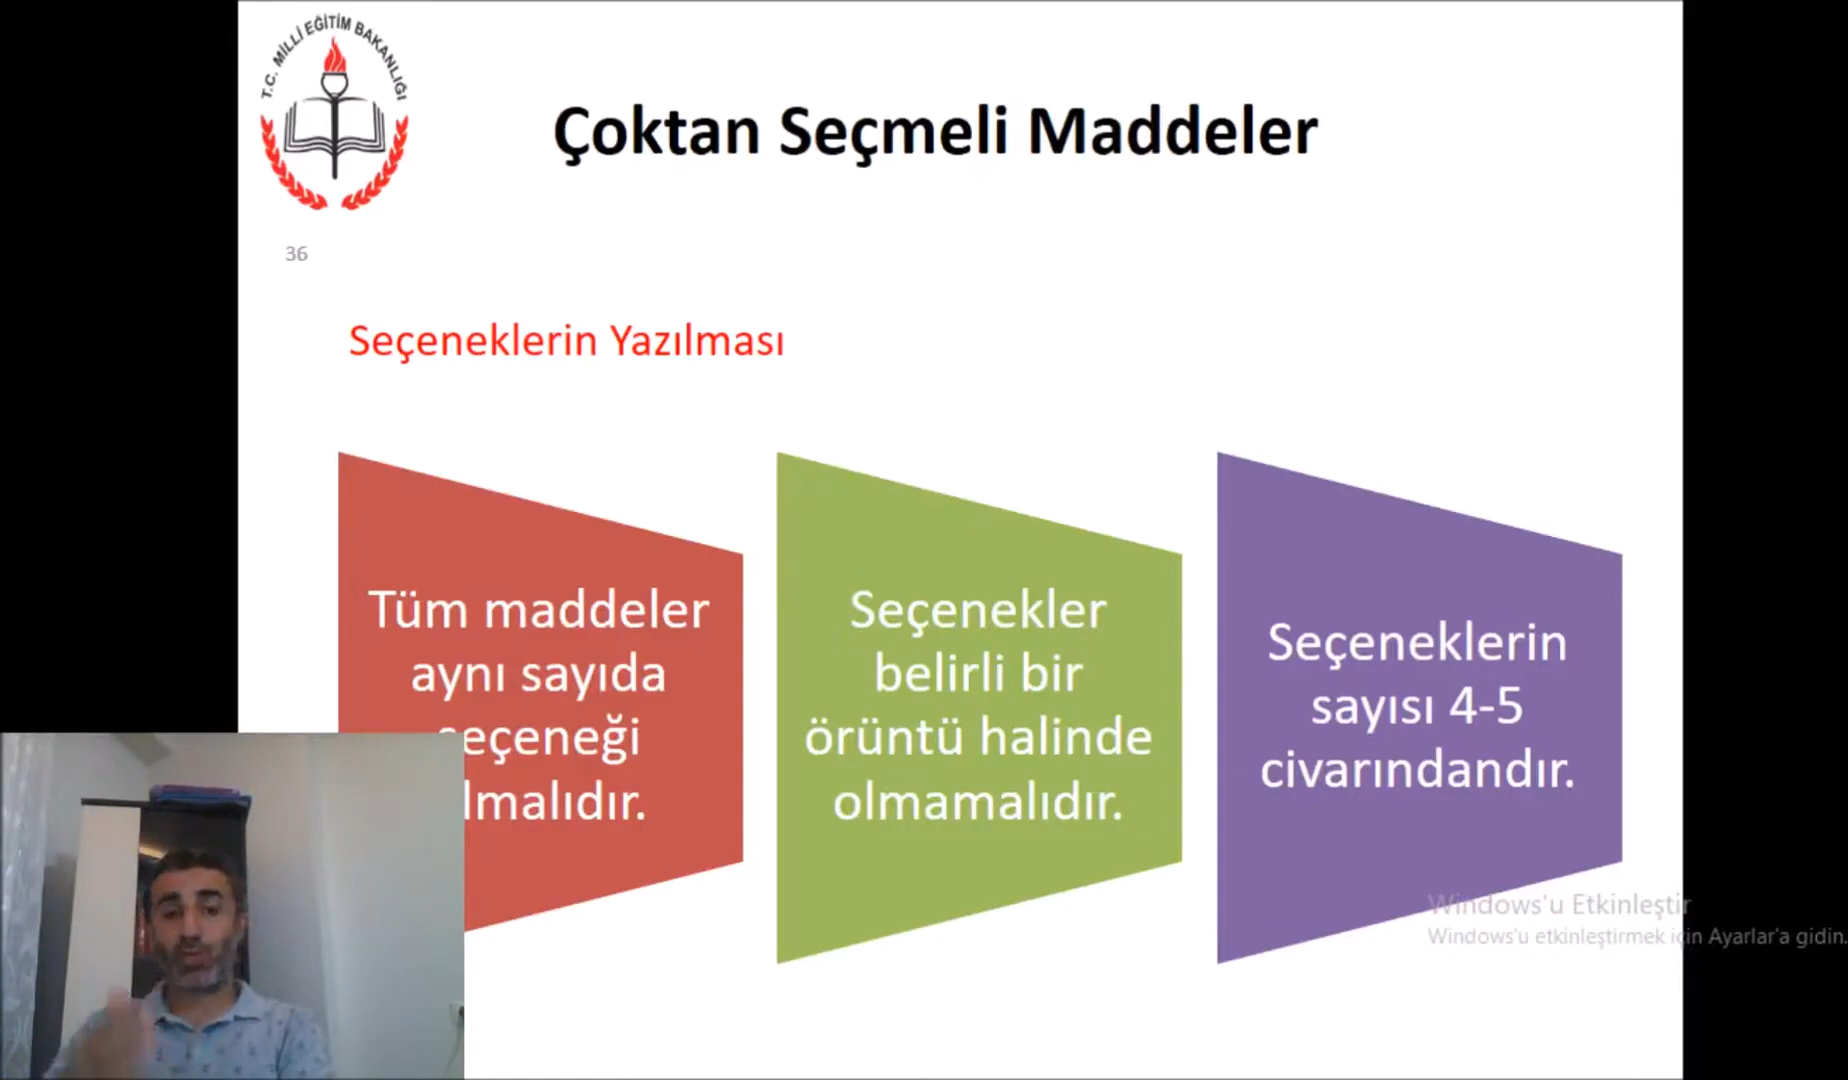 T.C. MİLLİ EĞİTİM BAKANLIĞI
Çoktan Seçmeli Maddeler
36
Seçeneklerin Yazılması
Tüm maddeler
aynı sayıda
eçeneği
lmalıdır.
Seçenekler
belirli bir
örüntü halinde
olmamalıdır.
Seçeneklerin
sayısı 4-5
civarındandır.
Windows'u Etkinleştir
Windows'u etkinleştirmek için Ayarlar'a gidin.